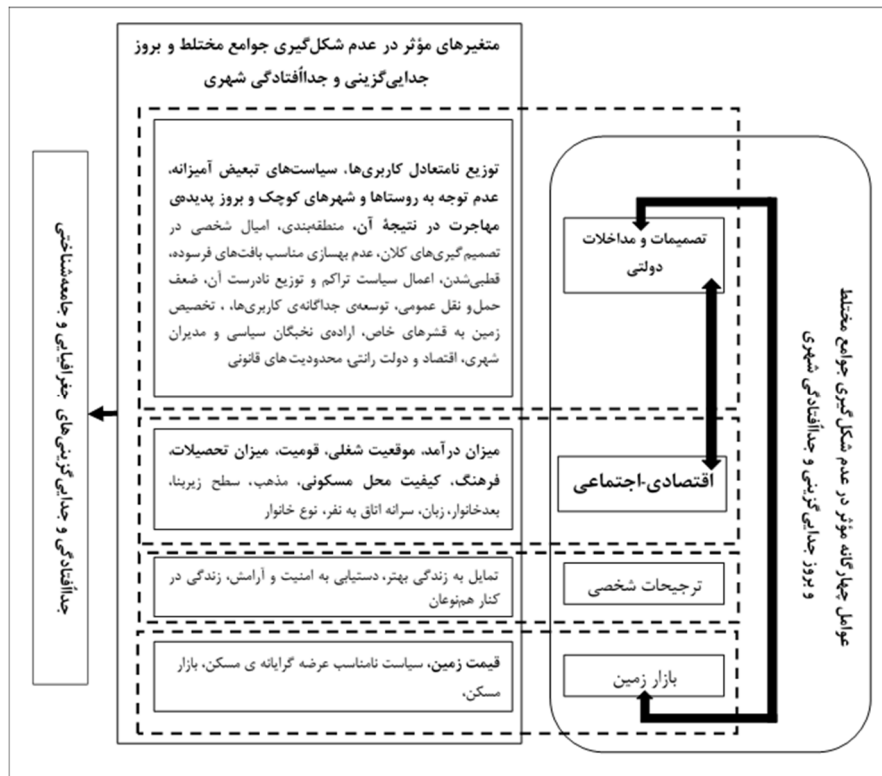 عوامل چهارگانه مؤثر در عدم شکل‌گیری جوامع مختلط
و بروز جدایی‌گزینی و جداأفتادگی شهری
تصمیمات و مداخلات
دولتی
اقتصادی-اجتماعی
ترجیحات شخصی
بازار زمین
متغیرهای مؤثر در عدم شکل‌گیری جوامع مختلط و بروز
جدایی‌گزینی و جداأفتادگی شهری
توزیع نامتعادل کاربری‌ها، سیاست‌های تبعیض آمیزانه،
عدم توجه به روستاها و شهرهای کوچک و بروز پدیده‌ی
مهاجرت در نتیجۀ آن، منطقه‌بندی، امیال شخصی در
تصمیم گیری‌های کلان، عدم بهسازی مناسب بافت‌های فرسوده،
قطبی‌شدن، اعمال سیاست تراکم و توزیع نادرست آن، ضعف
حمل‌و نقل عمومی، توسعه‌ی جداگانه‌ی کاربری‌ها، ، تخصیص
زمین به قشرهای خاص، اراده‌ی نخبگان سیاسی و مدیران
شهری، اقتصاد و دولت رانتی، محدودیت های قانونی
میزان درآمد، موقعیت شغلی، قومیت، میزان تحصیلات،
فرهنگ، کیفیت محل مسکونی، مذهب، سطح زیربنا،
بعدخانوار، زبان، سرانه اتاق به نفر، نوع خانوار
تمایل به زندگی بهتر، دستیابی به امنیت و آرامش، زندگی در
کنار هم‌نوعان
قیمت زمین، سیاست نامناسب عرضه گرایانه ی مسکن، بازار
مسکن،
جداأفتادگی و جدایی گزینی‌های جغرافیایی و جامعه‌شناختی